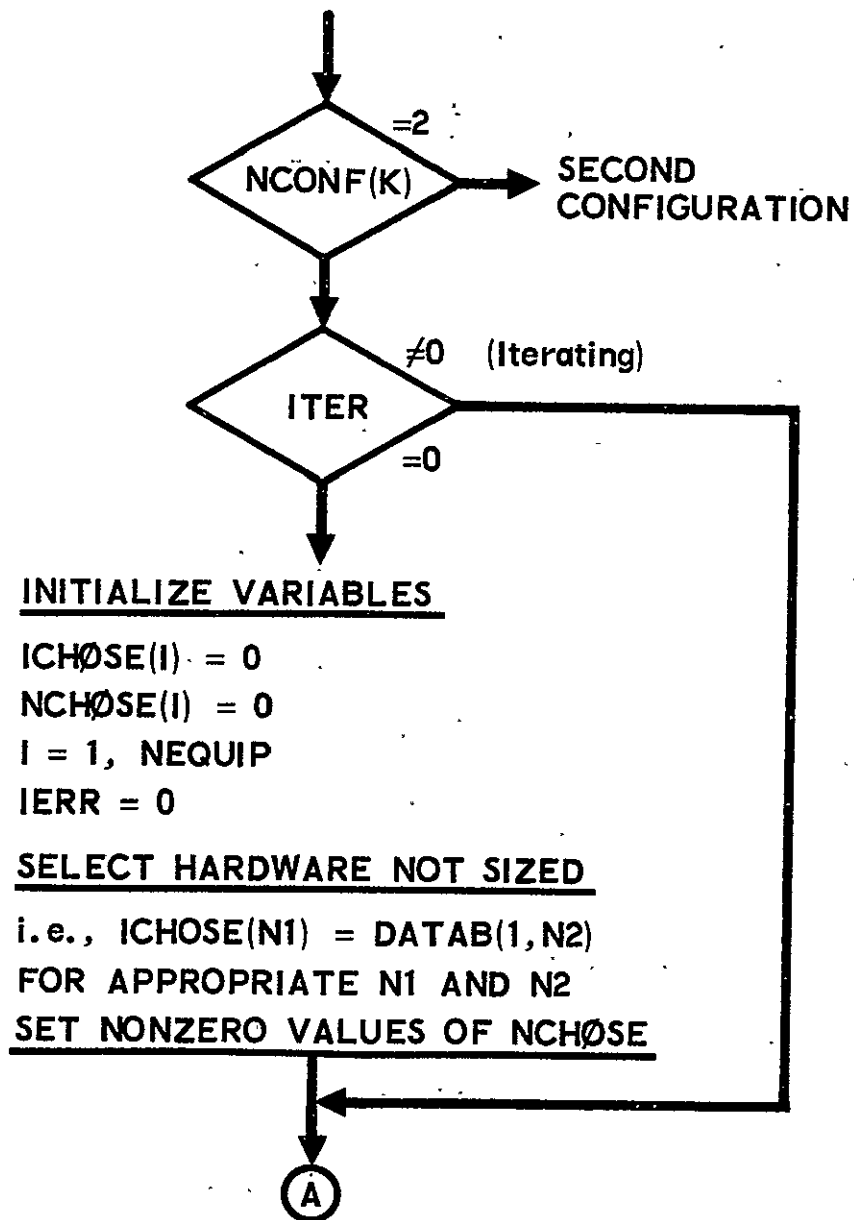 =2
NCONF(K)
SECOND
CONFIGURATION
≠0 (Iterating)
ITER
=0
INITIALIZE VARIABLES
ICHØSE(I) = 0
NCHØSE(I) = 0
I = 1, NEQUIP
IERR = 0
SELECT HARDWARE NOT SIZED
i.e., ICHOSE(N1) = DATAB(1,N2)
FOR APPROPRIATE N1 AND N2
SET NONZERO VALUES OF NCHØSE
A